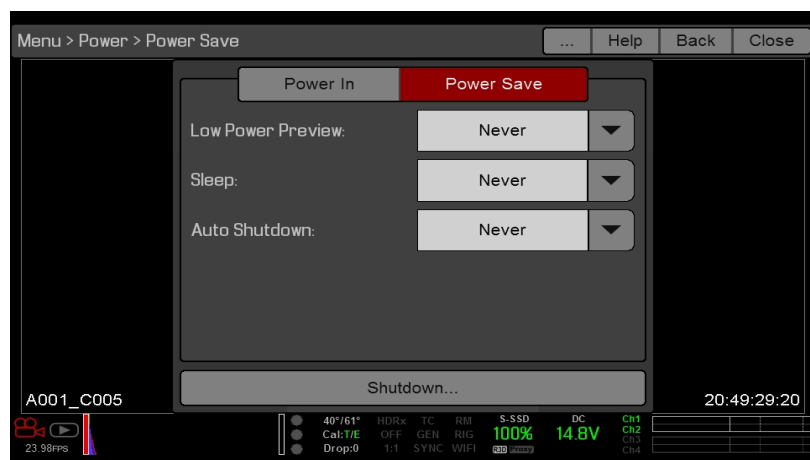 Menu > Power > Power Save
... Help Back Close
Power In Power Save
Low Power Preview: Never
Sleep: Never
Auto Shutdown: Never
Shutdown...
A001_C005 20:49:29:20
40°/61° HDRx TC RM S-SSD DC Ch1
Cal:T/E OFF GEN RIG 100% 14.8V Ch2
Drop:0 1:1 SYNC WIFI R3D Proxy Ch3
23.98FPS Ch4